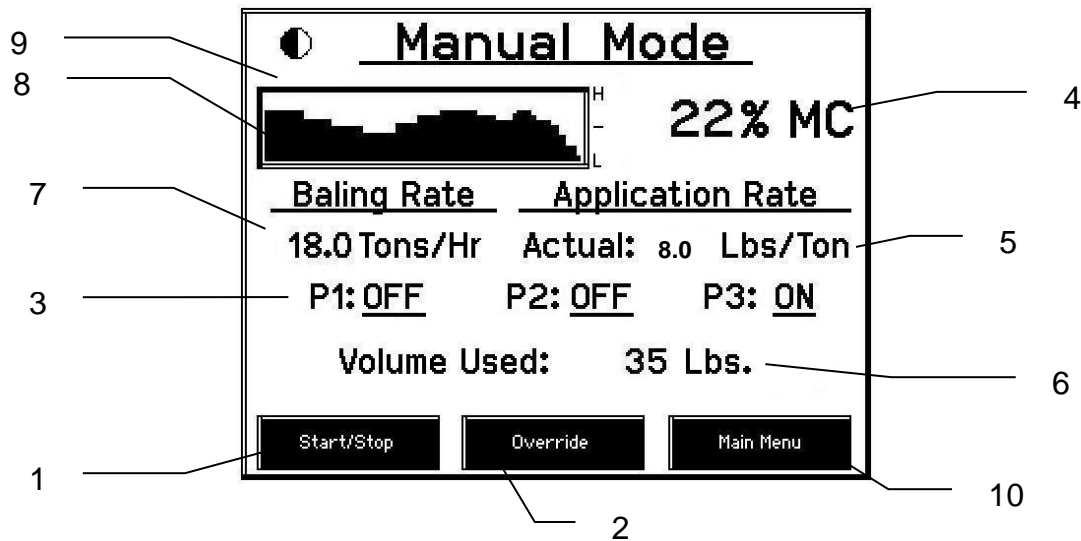 Manual Mode
9
8
H
-
L
22% MC
4
Baling Rate Application Rate
7
18.0 Tons/Hr Actual: 8.0 Lbs/Ton
5
3
P1: OFF P2: OFF P3: ON
Volume Used: 35 Lbs.
6
Start/Stop Override Main Menu
1
2
10